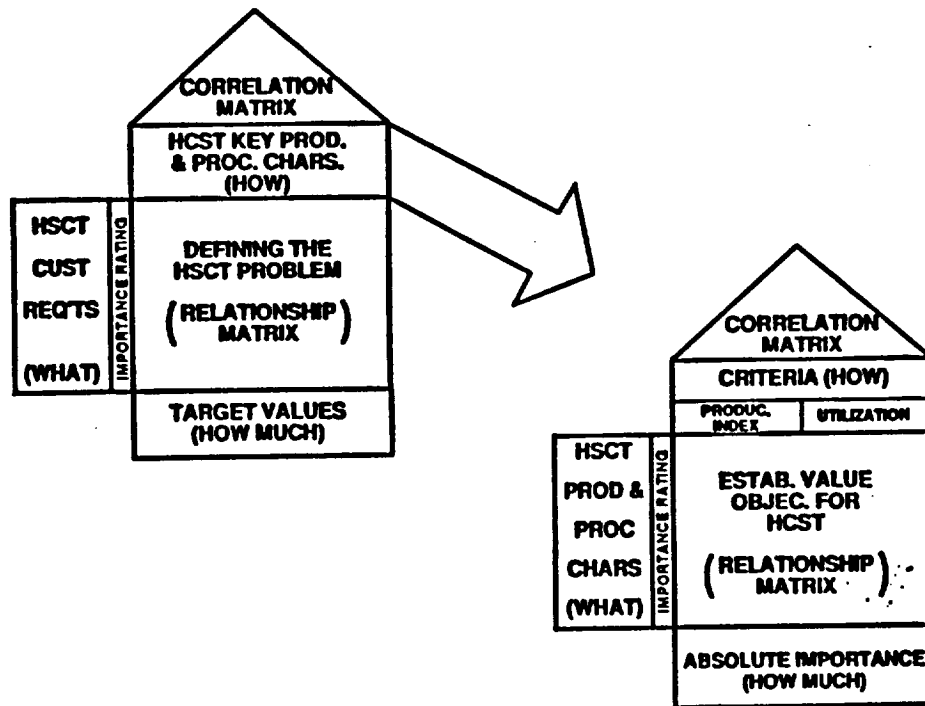 CORRELATION
MATRIX
HCST KEY PROD.
& PROC. CHARS.
(HOW)
HSCT
CUST
REQ'TS
(WHAT)
IMPORTANCE RATING
DEFINING THE
HSCT PROBLEM
(RELATIONSHIP
MATRIX)
TARGET VALUES
(HOW MUCH)
CORRELATION
MATRIX
CRITERIA (HOW)
PRODUC.
INDEX
UTILIZATION
HSCT
PROD &
PROC
CHARS
(WHAT)
IMPORTANCE RATING
ESTAB. VALUE
OBJEC. FOR
HCST
(RELATIONSHIP
MATRIX)
ABSOLUTE IMPORTANCE
(HOW MUCH)